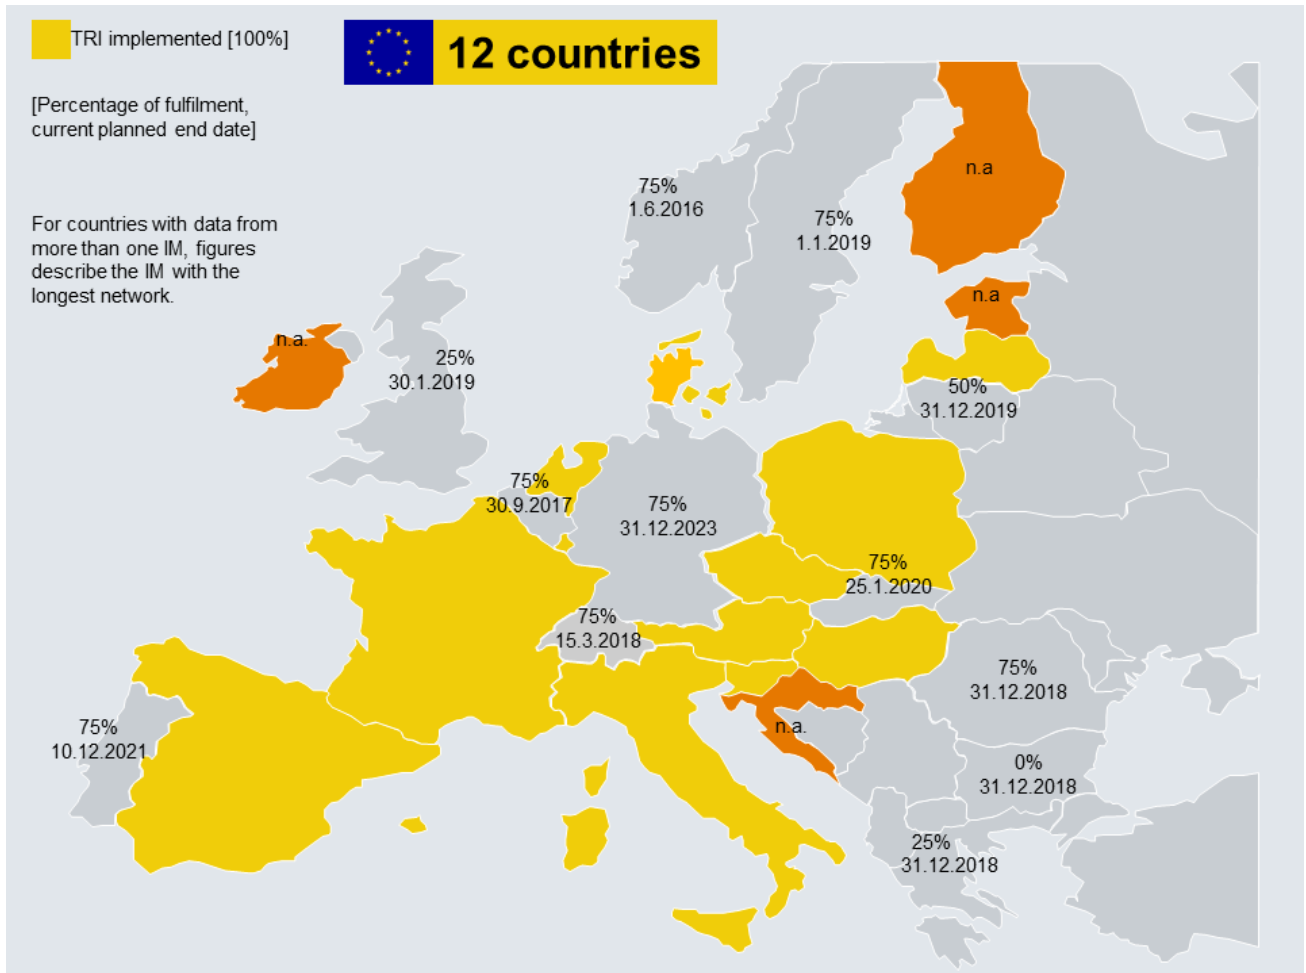 TRI implemented [100%]
12 countries
[Percentage of fulfilment,
current planned end date]
For countries with data from
more than one IM, figures
describe the IM with the
longest network.
n.a
75%
1.6.2016
75%
1.1.2019
n.a
n.a.
25%
30.1.2019
50%
31.12.2019
75%
30.9.2017
75%
31.12.2023
75%
25.1.2020
75%
15.3.2018
75%
31.12.2018
n.a.
75%
10.12.2021
0%
31.12.2018
25%
31.12.2018